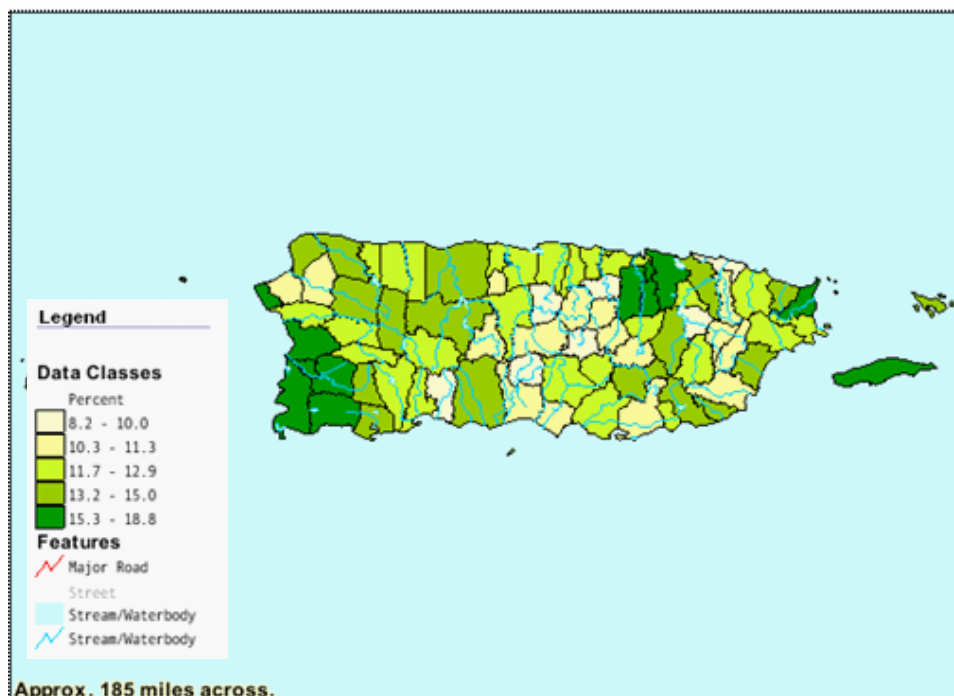 Legend
Data Classes
Percent
8.2 - 10.0
10.3 - 11.3
11.7 - 12.9
13.2 - 15.0
15.3 - 18.8
Features
Major Road
Street
Stream/Waterbody
Stream/Waterbody
Approx. 185 miles across.